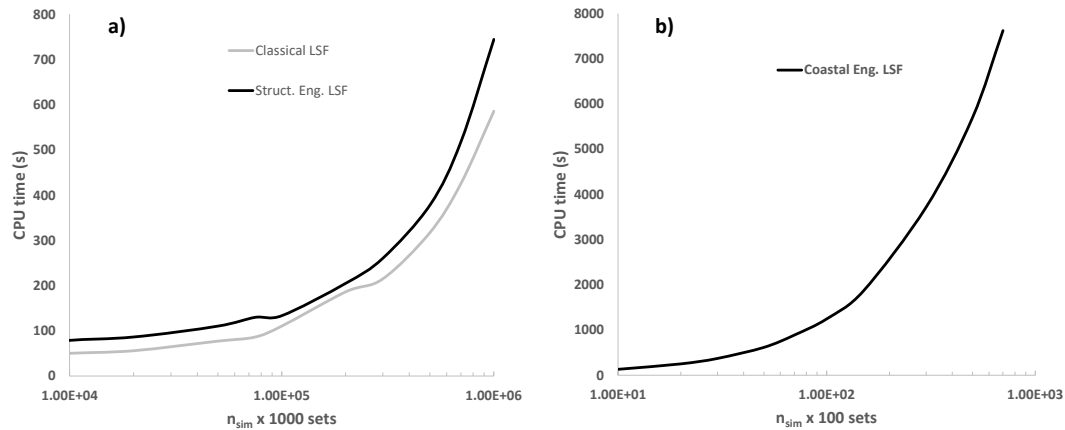 a)
Classical LSF
Struct. Eng. LSF
CPU time (s)
800
700
600
500
400
300
200
100
0
1.00E+04
1.00E+05
1.00E+06
nsim x 1000 sets
b)
Coastal Eng. LSF
CPU time (s)
8000
7000
6000
5000
4000
3000
2000
1000
0
1.00E+01
1.00E+02
1.00E+03
nsim x 100 sets